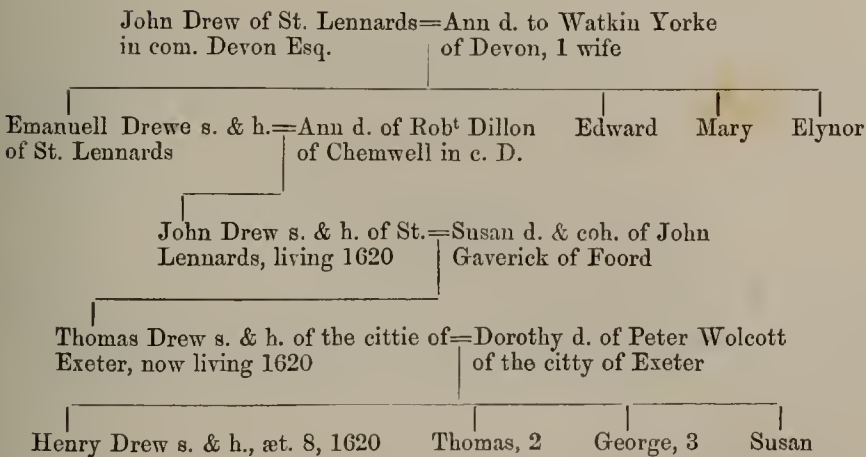 John Drew of St. Lennards=Ann d. to Watkin Yorke
in com. Devon Esq. of Devon, 1 wife
Emanuell Drewe s. & h.=Ann d. of Robt Dillon Edward Mary Elynor
of St. Lennards of Chemwell in c. D.
John Drew s. & h. of St.=Susan d. & coh. of John
Lennards, living 1620 Gaverick of Foord
Thomas Drew s. & h. of the cittie of=Dorothy d. of Peter Wolcott
Exeter, now living 1620 of the citty of Exeter
Henry Drew s. & h., æt. 8, 1620 Thomas, 2 George, 3 Susan